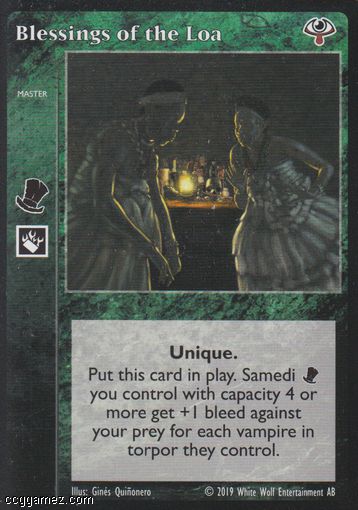 Blessings of the Loa
MASTER
Unique.
Put this card in play. Samedi
you control with capacity 4 or
more get +1 bleed against
your prey for each vampire in
torpor they control.
Illus: Ginés Quiñonero © 2019 White Wolf Entertainment AB
ccggamez.com